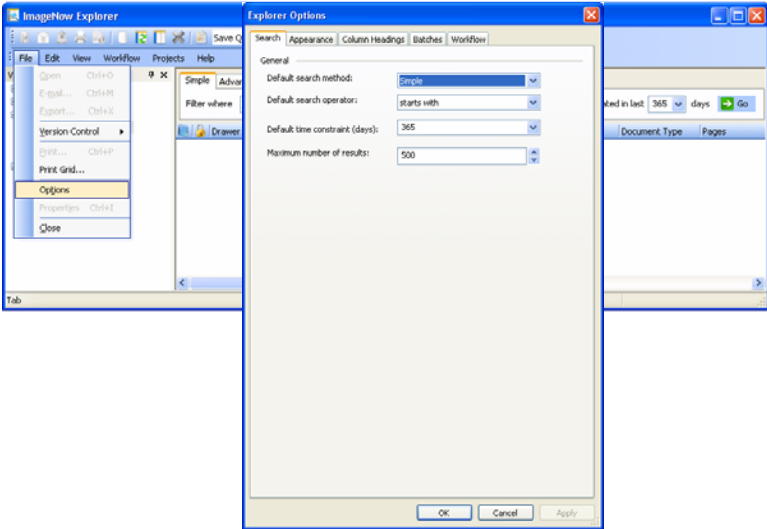 ImageNow Explorer
Save Q
File Edit View Workflow Projects Help
Open Ctrl+O
E-mail... Ctrl+M
Export... Ctrl+X
Version Control
Print... Ctrl+P
Print Grid...
Options
Properties Ctrl+I
Close
Simple Advan
Filter where
Drawer
Tab
Explorer Options
Search Appearance Column Headings Batches Workflow
General
Default search method: Simple
Default search operator: starts with
Default time constraint (days): 365
Maximum number of results: 500
OK Cancel Apply
ted in last 365 days Go
Document Type Pages